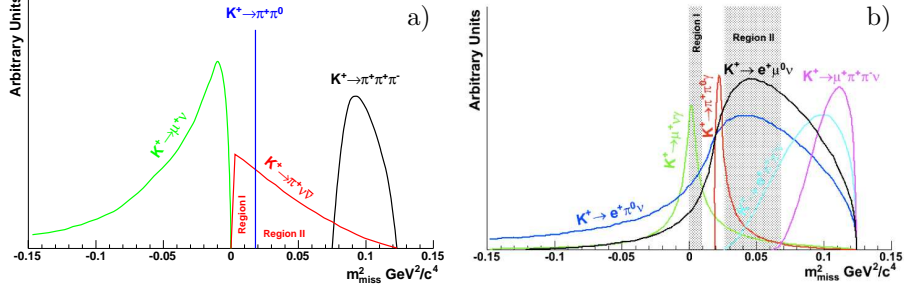 a)
K⁺→π⁺π⁰
K⁺→π⁺π⁺π⁻
K⁺→μ⁺ν
K⁺→π⁺νν̄
Region I
Region II
Arbitrary Units
-0.15 -0.1 -0.05 0 0.05 0.1 0.15
m²miss GeV²/c⁴
b)
Region I
Region II
K⁺→e⁺μ⁰ν
K⁺→μ⁺π⁺π⁻ν
K⁺→π⁺π⁰γ
K⁺→μ⁺νγ
K⁺→e⁺π⁰ν
Arbitrary Units
-0.15 -0.1 -0.05 0 0.05 0.1 0.15
m²miss GeV²/c⁴